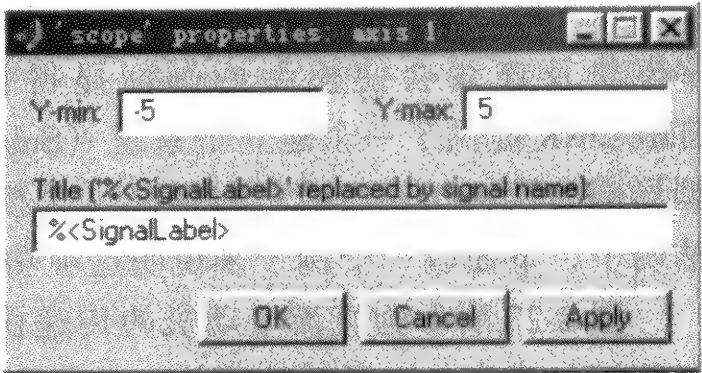 'scope' properties: axis 1
Y-min: -5 Y-max: 5
Title ('%<SignalLabel>' replaced by signal name):
%<SignalLabel>
OK Cancel Apply